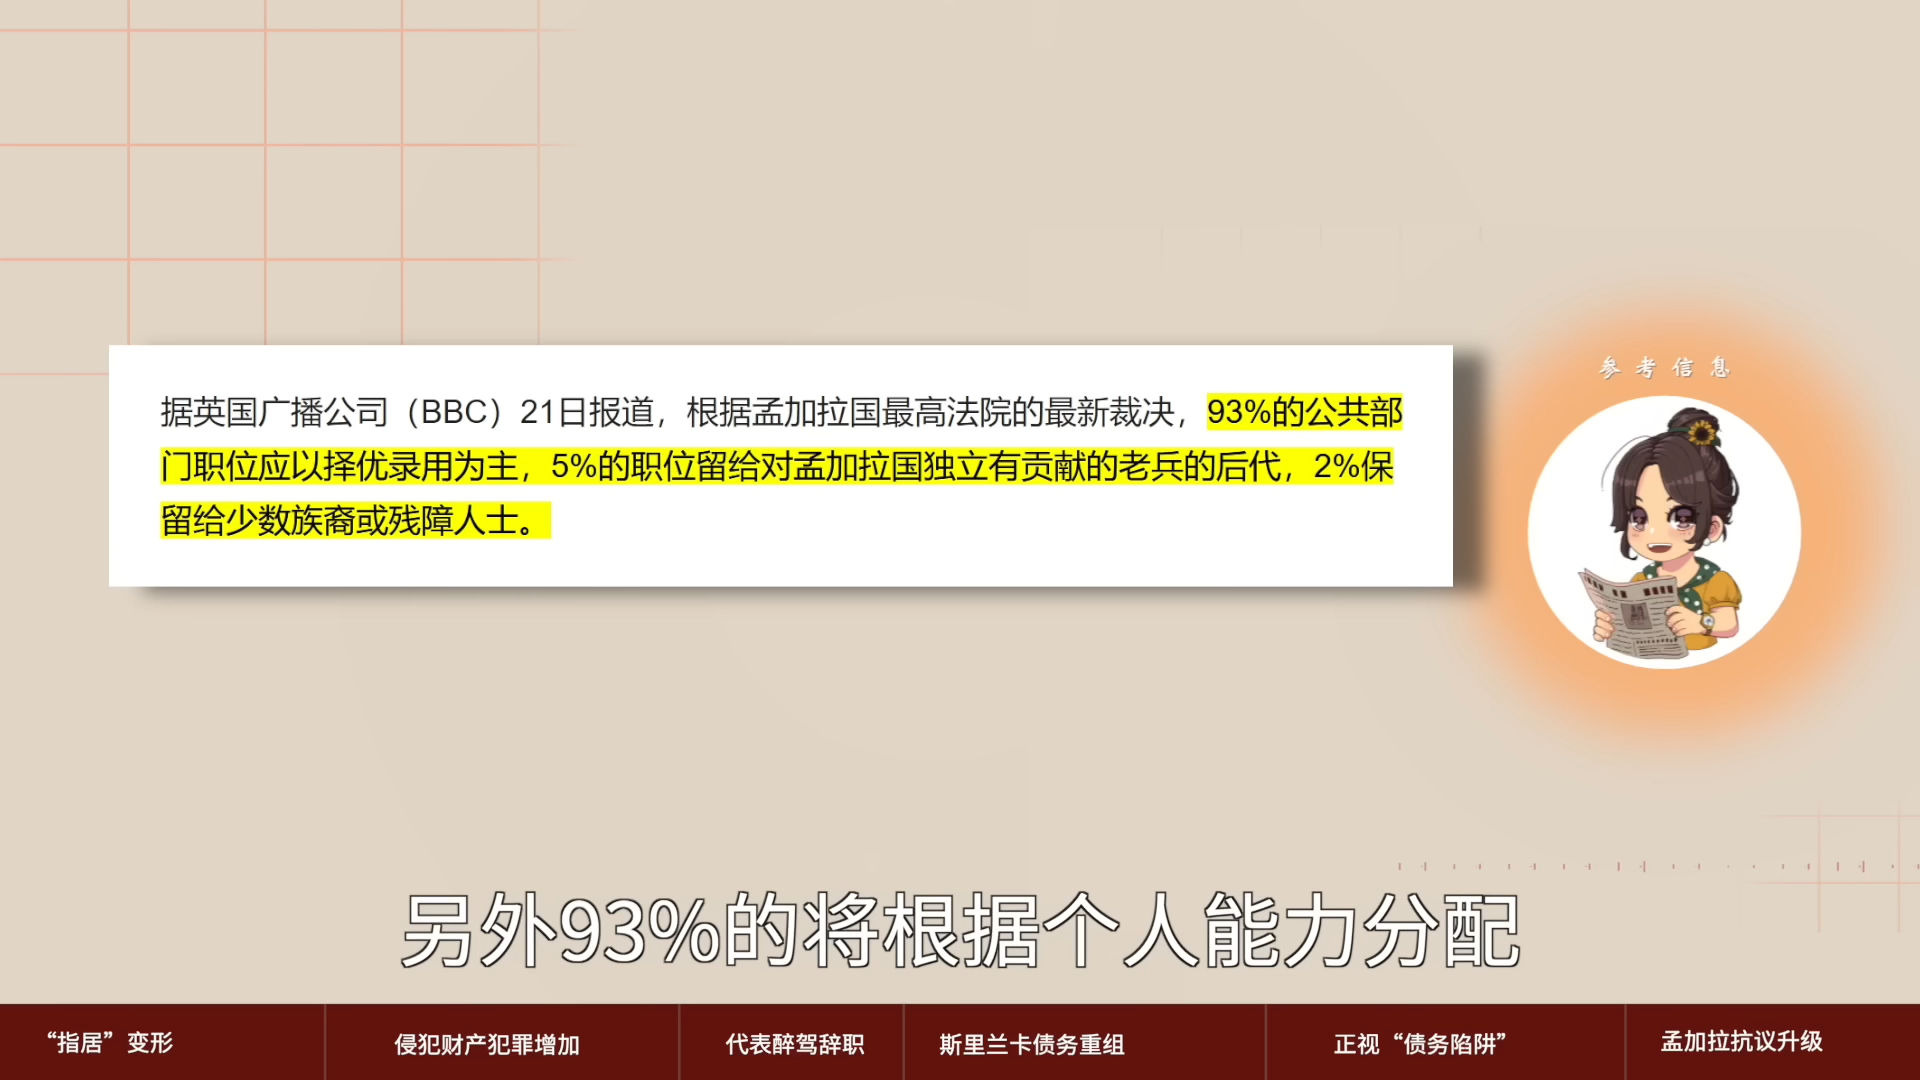 据英国广播公司（BBC）21日报道，根据孟加拉国最高法院的最新裁决，93%的公共部
门职位应以择优录用为主，5%的职位留给对孟加拉国独立有贡献的老兵的后代，2%保
留给少数族裔或残障人士。
参考信息
另外93%的将根据个人能力分配
“指居”变形
侵犯财产犯罪增加
代表醉驾辞职
斯里兰卡债务重组
正视“债务陷阱”
孟加拉抗议升级